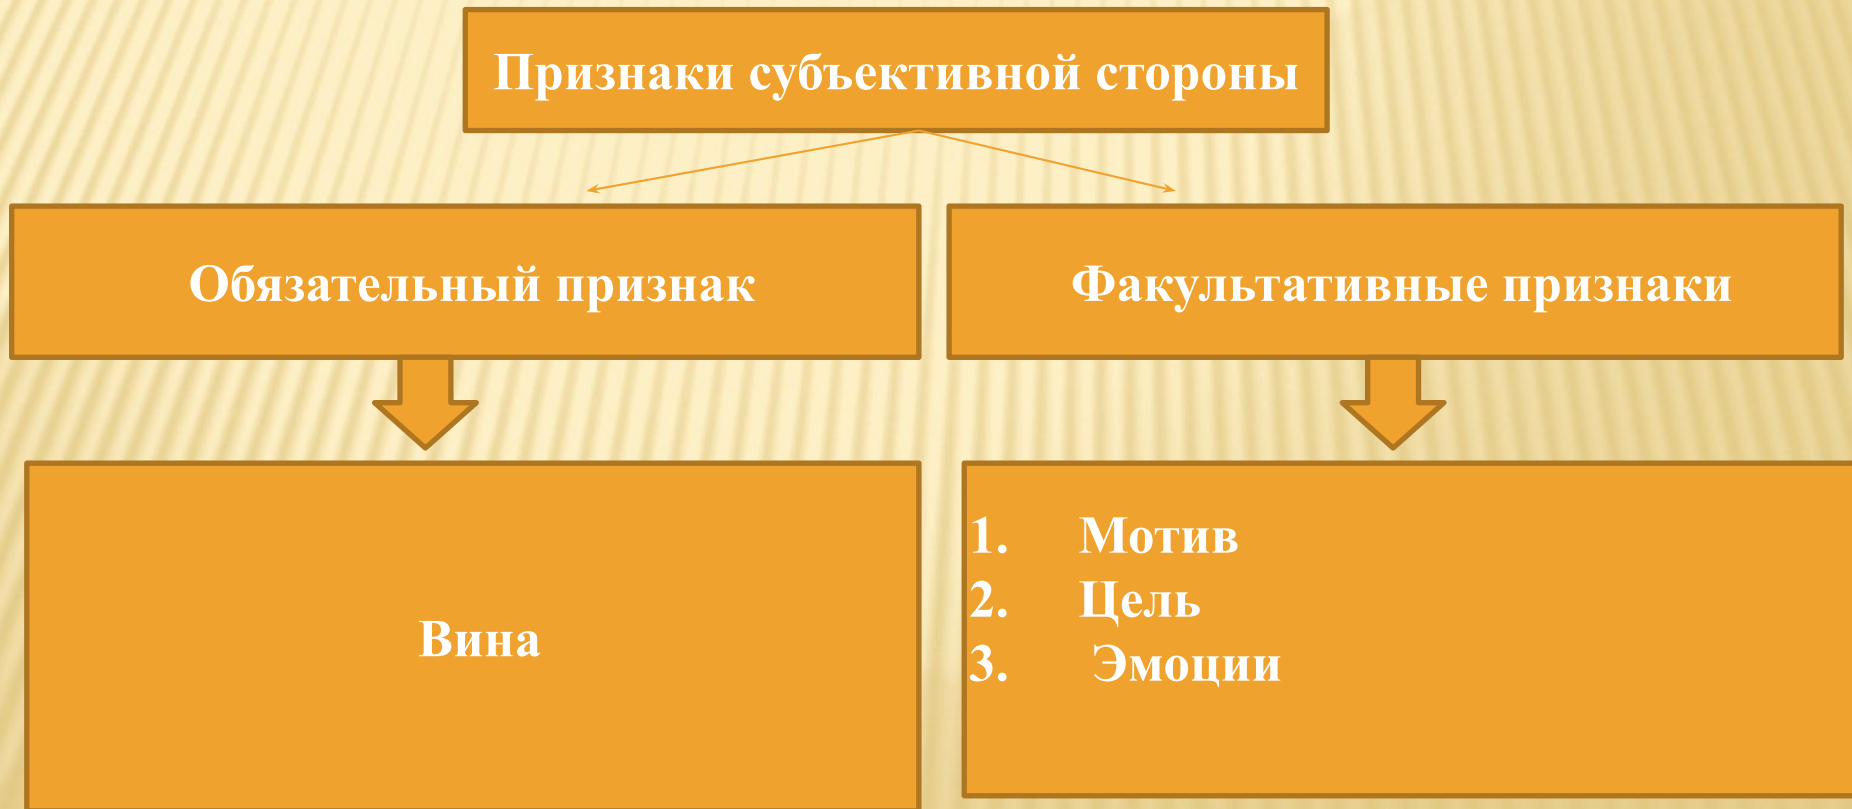 Признаки субъективной стороны
Обязательный признак
Факультативные признаки
Вина
1. Мотив
2. Цель
3. Эмоции